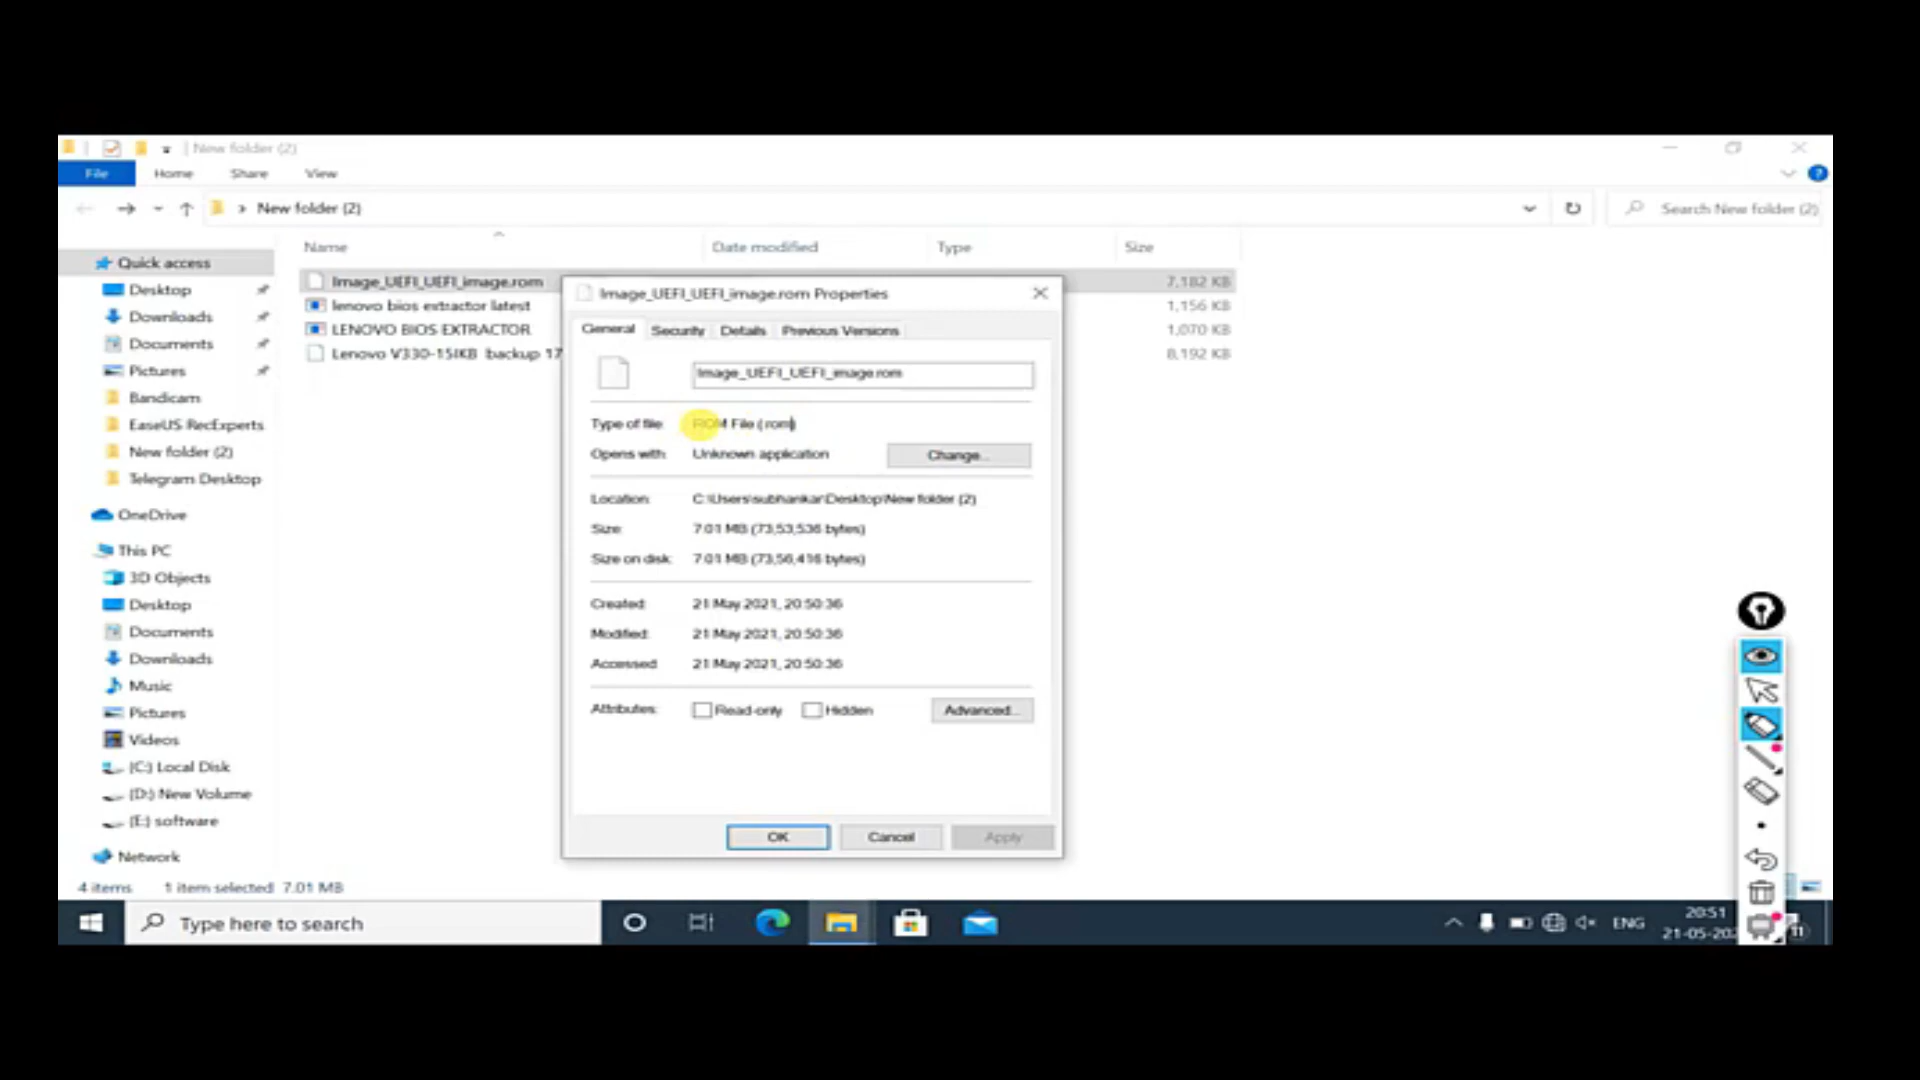 New folder (2)
File Home Share View
New folder (2)
Search New folder (2)
Name Date modified Type Size
Quick access
Desktop
Downloads
Documents
Pictures
Bandicam
EaseUS RecExperts
New folder (2)
Telegram Desktop
OneDrive
This PC
3D Objects
Desktop
Documents
Downloads
Music
Pictures
Videos
(C:) Local Disk
(D:) New Volume
(E:) software
Network
Image_UEFI_UEFI_image.rom 7,182 KB
lenovo bios extractor latest 1,156 KB
LENOVO BIOS EXTRACTOR 1,070 KB
Lenovo V330-15IKB backup 17 8,192 KB
Image_UEFI_UEFI_image.rom Properties
General Security Details Previous Versions
Image_UEFI_UEFI_image.rom
Type of file: ROM File (.rom)
Opens with: Unknown application Change...
Location: C:\Users\subhankar\Desktop\New folder (2)
Size: 7.01 MB (73,53,536 bytes)
Size on disk: 7.01 MB (73,56,416 bytes)
Created: 21 May 2021, 20:50:36
Modified: 21 May 2021, 20:50:36
Accessed: 21 May 2021, 20:50:36
Attributes: Read-only Hidden Advanced...
OK Cancel Apply
4 items 1 item selected 7.01 MB
Type here to search
ENG
20:51
21-05-202
11